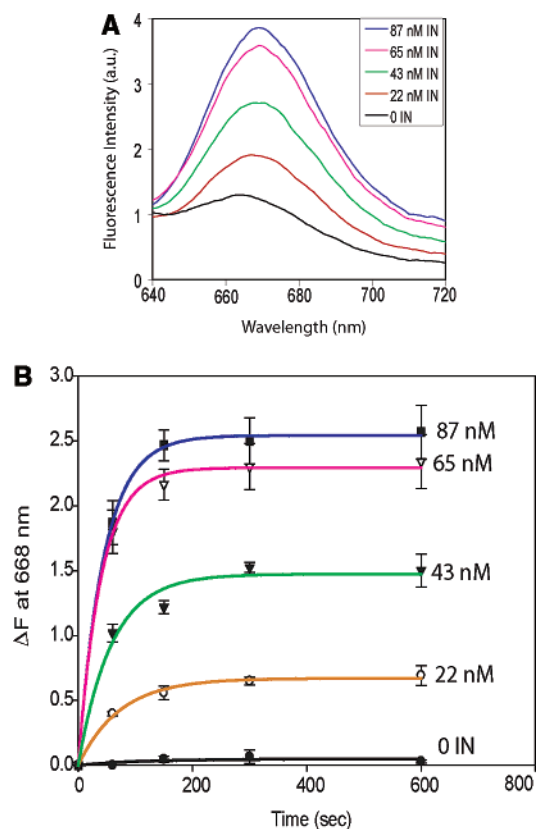 A
Fluorescence Intensity (a.u.)
4
3
2
1
0
87 nM IN
65 nM IN
43 nM IN
22 nM IN
0 IN
640 660 680 700 720
Wavelength (nm)
B
ΔF at 668 nm
3.0
2.5
2.0
1.5
1.0
0.5
0.0
87 nM
65 nM
43 nM
22 nM
0 IN
0 200 400 600 800
Time (sec)